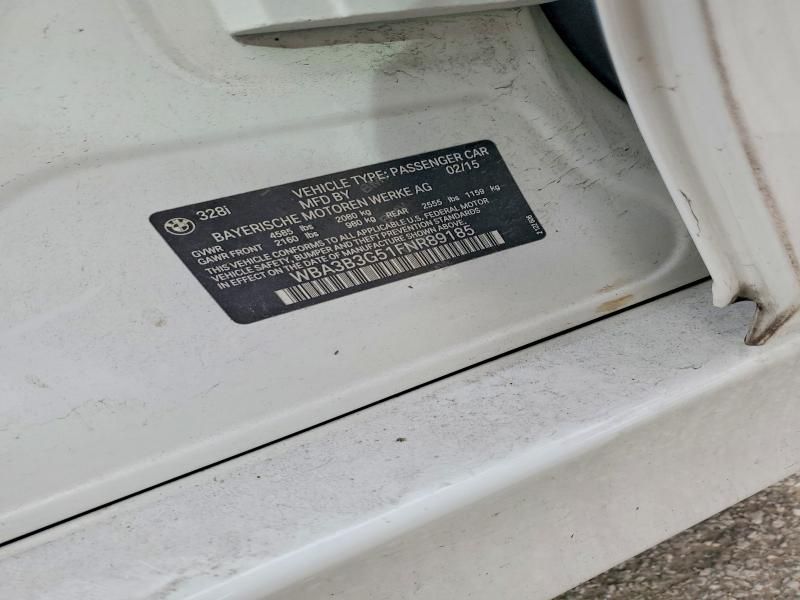 328i
VEHICLE TYPE: PASSENGER CAR
MFD BY 02/15
BAYERISCHE MOTOREN WERKE AG
GVWR 4585 lbs 2080 kg
GAWR FRONT 2160 lbs 980 kg REAR 2555 lbs 1159 kg
THIS VEHICLE CONFORMS TO ALL APPLICABLE U.S. FEDERAL MOTOR
VEHICLE SAFETY, BUMPER AND THEFT PREVENTION STANDARDS
IN EFFECT ON THE DATE OF MANUFACTURE SHOWN ABOVE.
WBA3B3G51FNR89185